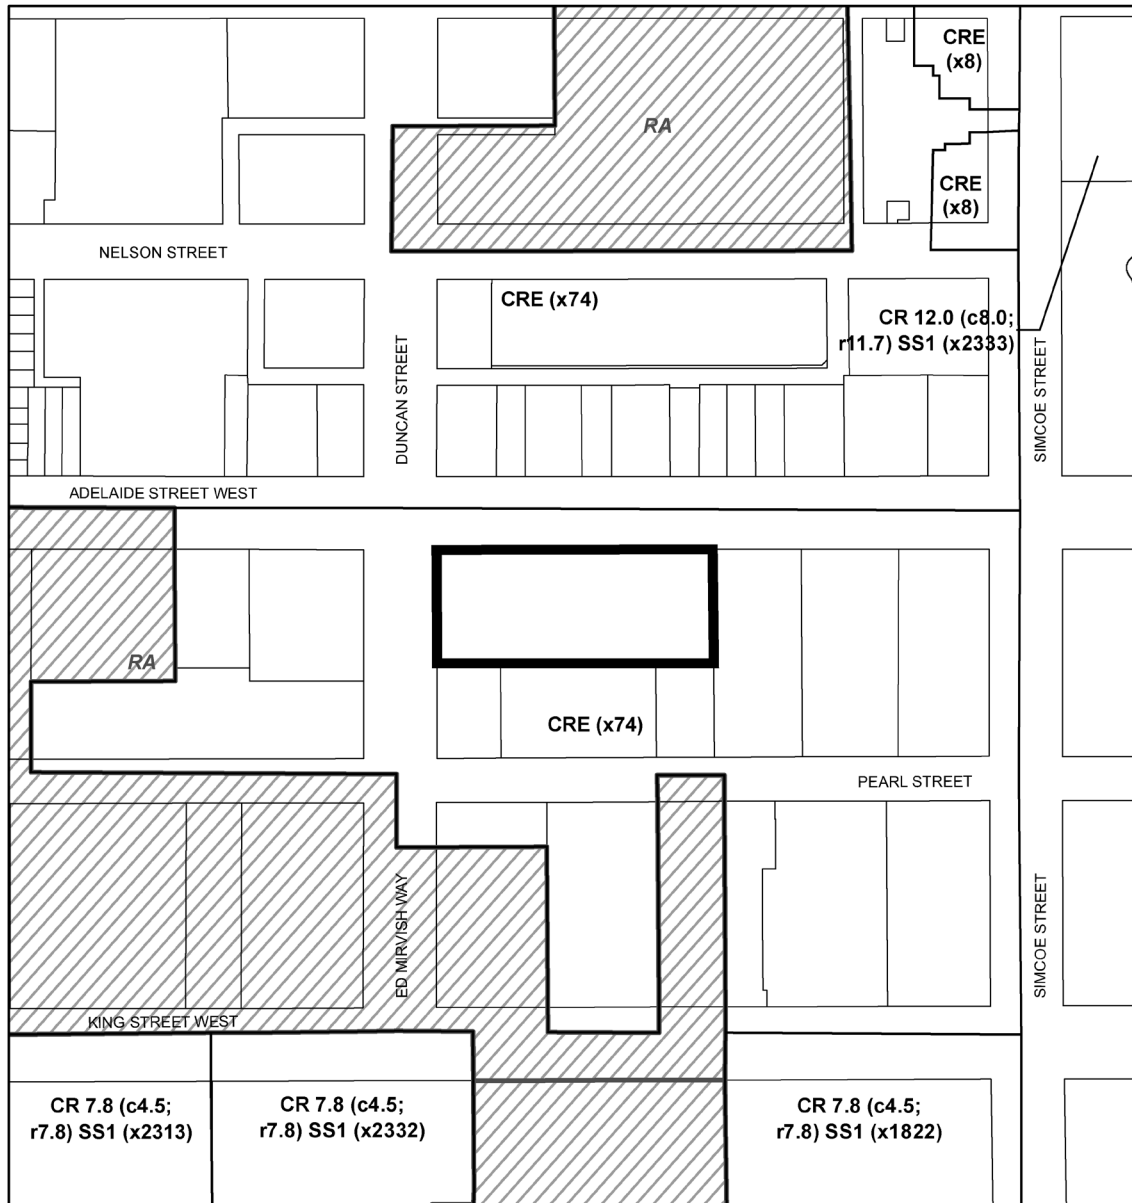 CRE
(x8)
RA
CRE
(x8)
NELSON STREET
CRE (x74)
CR 12.0 (c8.0;
r11.7) SS1 (x2333)
DUNCAN STREET
SIMCOE STREET
ADELAIDE STREET WEST
RA
CRE (x74)
PEARL STREET
ED MIRVISH WAY
SIMCOE STREET
KING STREET WEST
CR 7.8 (c4.5;
r7.8) SS1 (x2313)
CR 7.8 (c4.5;
r7.8) SS1 (x2332)
CR 7.8 (c4.5;
r7.8) SS1 (x1822)